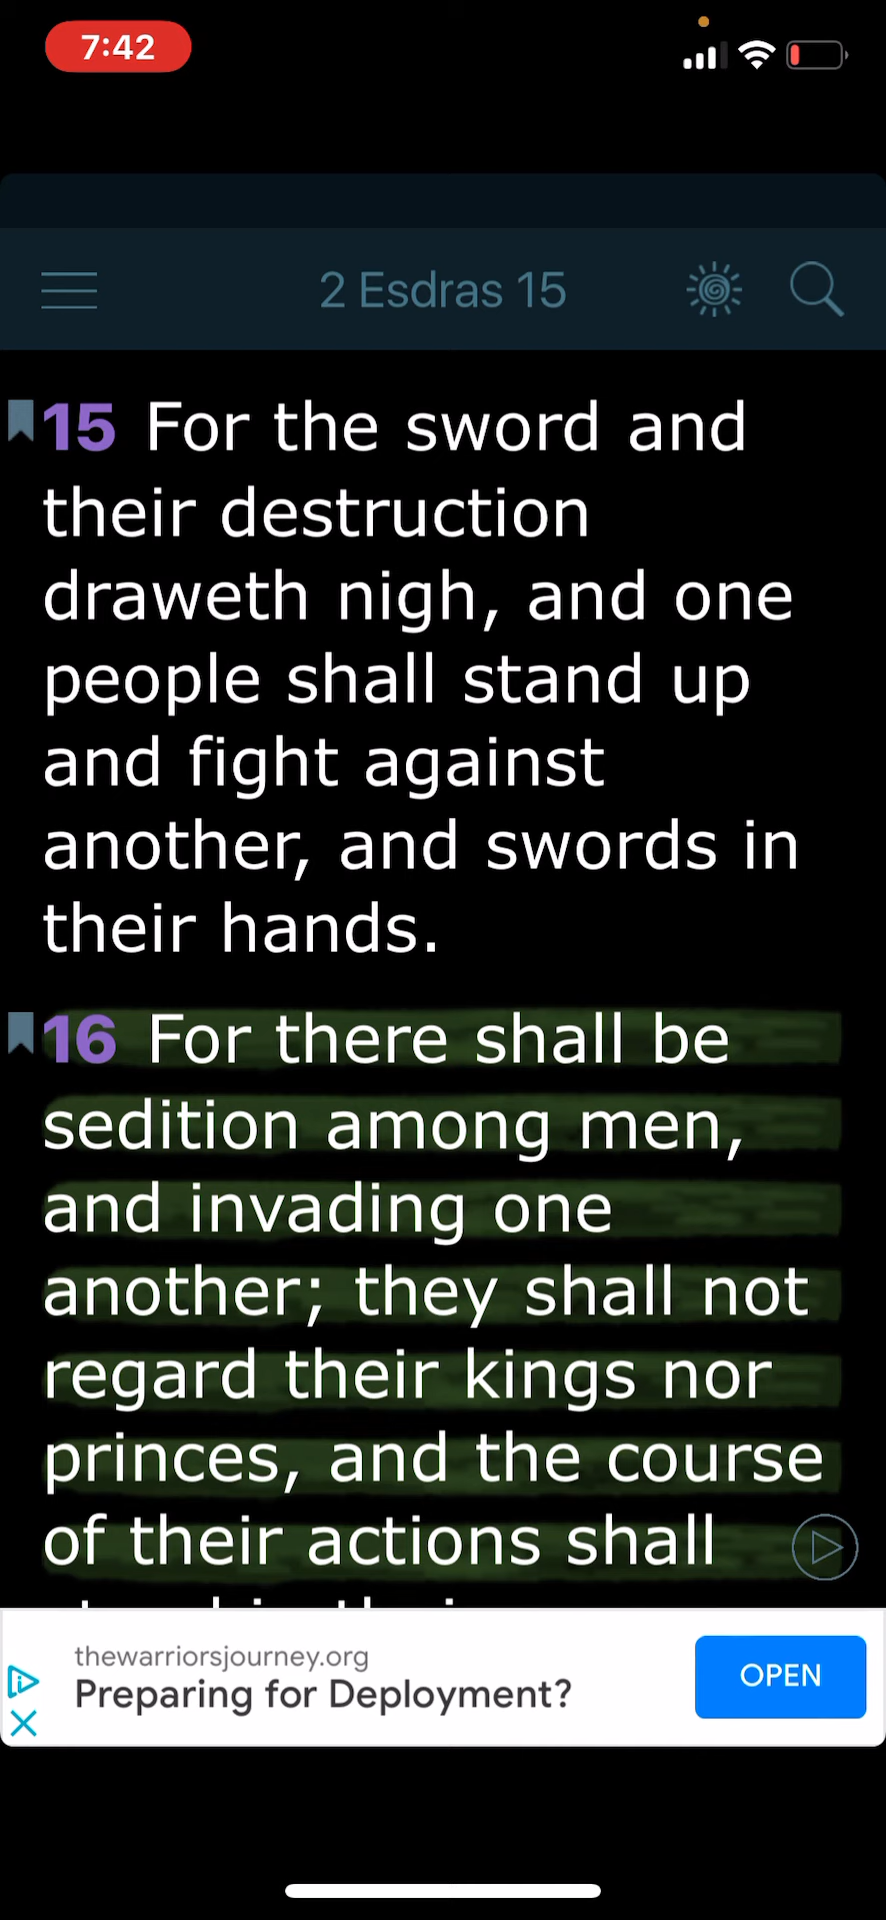 7:42
2 Esdras 15
15 For the sword and
their destruction
draweth nigh, and one
people shall stand up
and fight against
another, and swords in
their hands.
16 For there shall be
sedition among men,
and invading one
another; they shall not
regard their kings nor
princes, and the course
of their actions shall
thewarriorsjourney.org
Preparing for Deployment?
OPEN